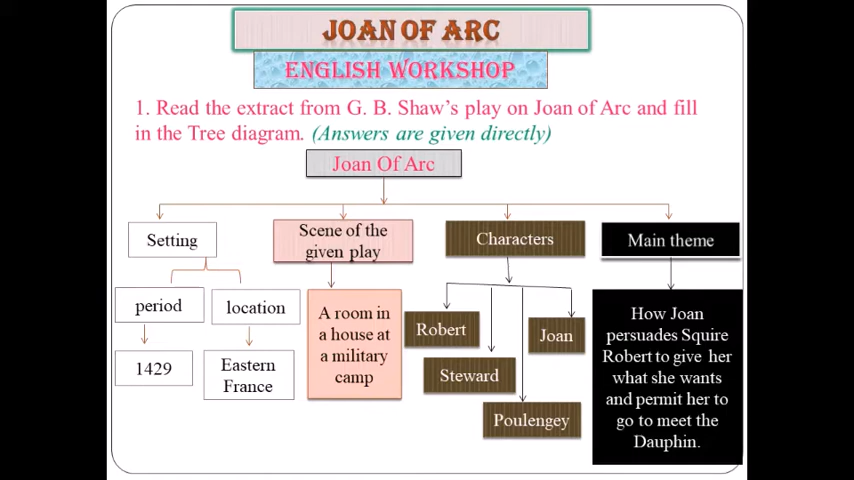 JOAN OF ARC
ENGLISH WORKSHOP
1. Read the extract from G. B. Shaw's play on Joan of Arc and fill
in the Tree diagram. (Answers are given directly)
Joan Of Arc
Setting
Scene of the
given play
Characters
Main theme
period
location
1429
Eastern
France
A room in
a house at
a military
camp
Robert
Joan
Steward
Poulengey
How Joan
persuades Squire
Robert to give her
what she wants
and permit her to
go to meet the
Dauphin.